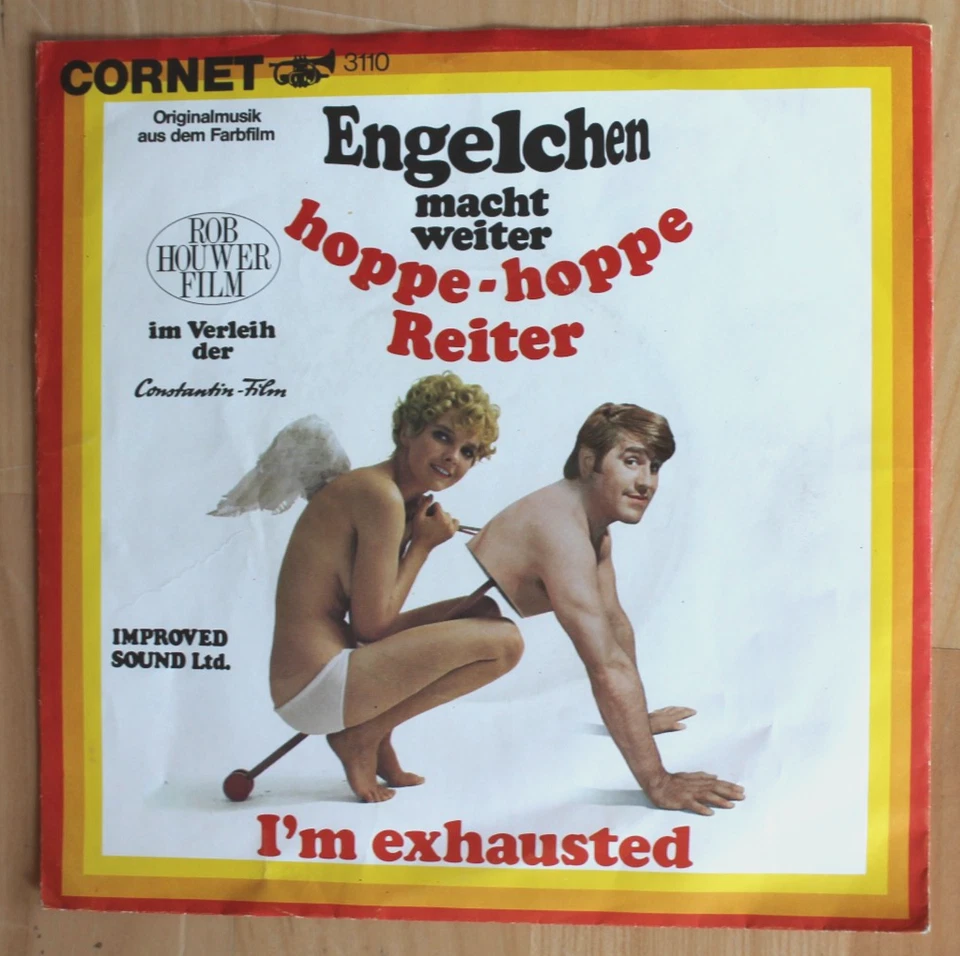 CORNET 3110
Originalmusik
aus dem Farbfilm
Engelchen
macht
weiter
hoppe-hoppe
Reiter
ROB
HOUWER
FILM
im Verleih
der
Constantin-Film
IMPROVED
SOUND Ltd.
I'm exhausted